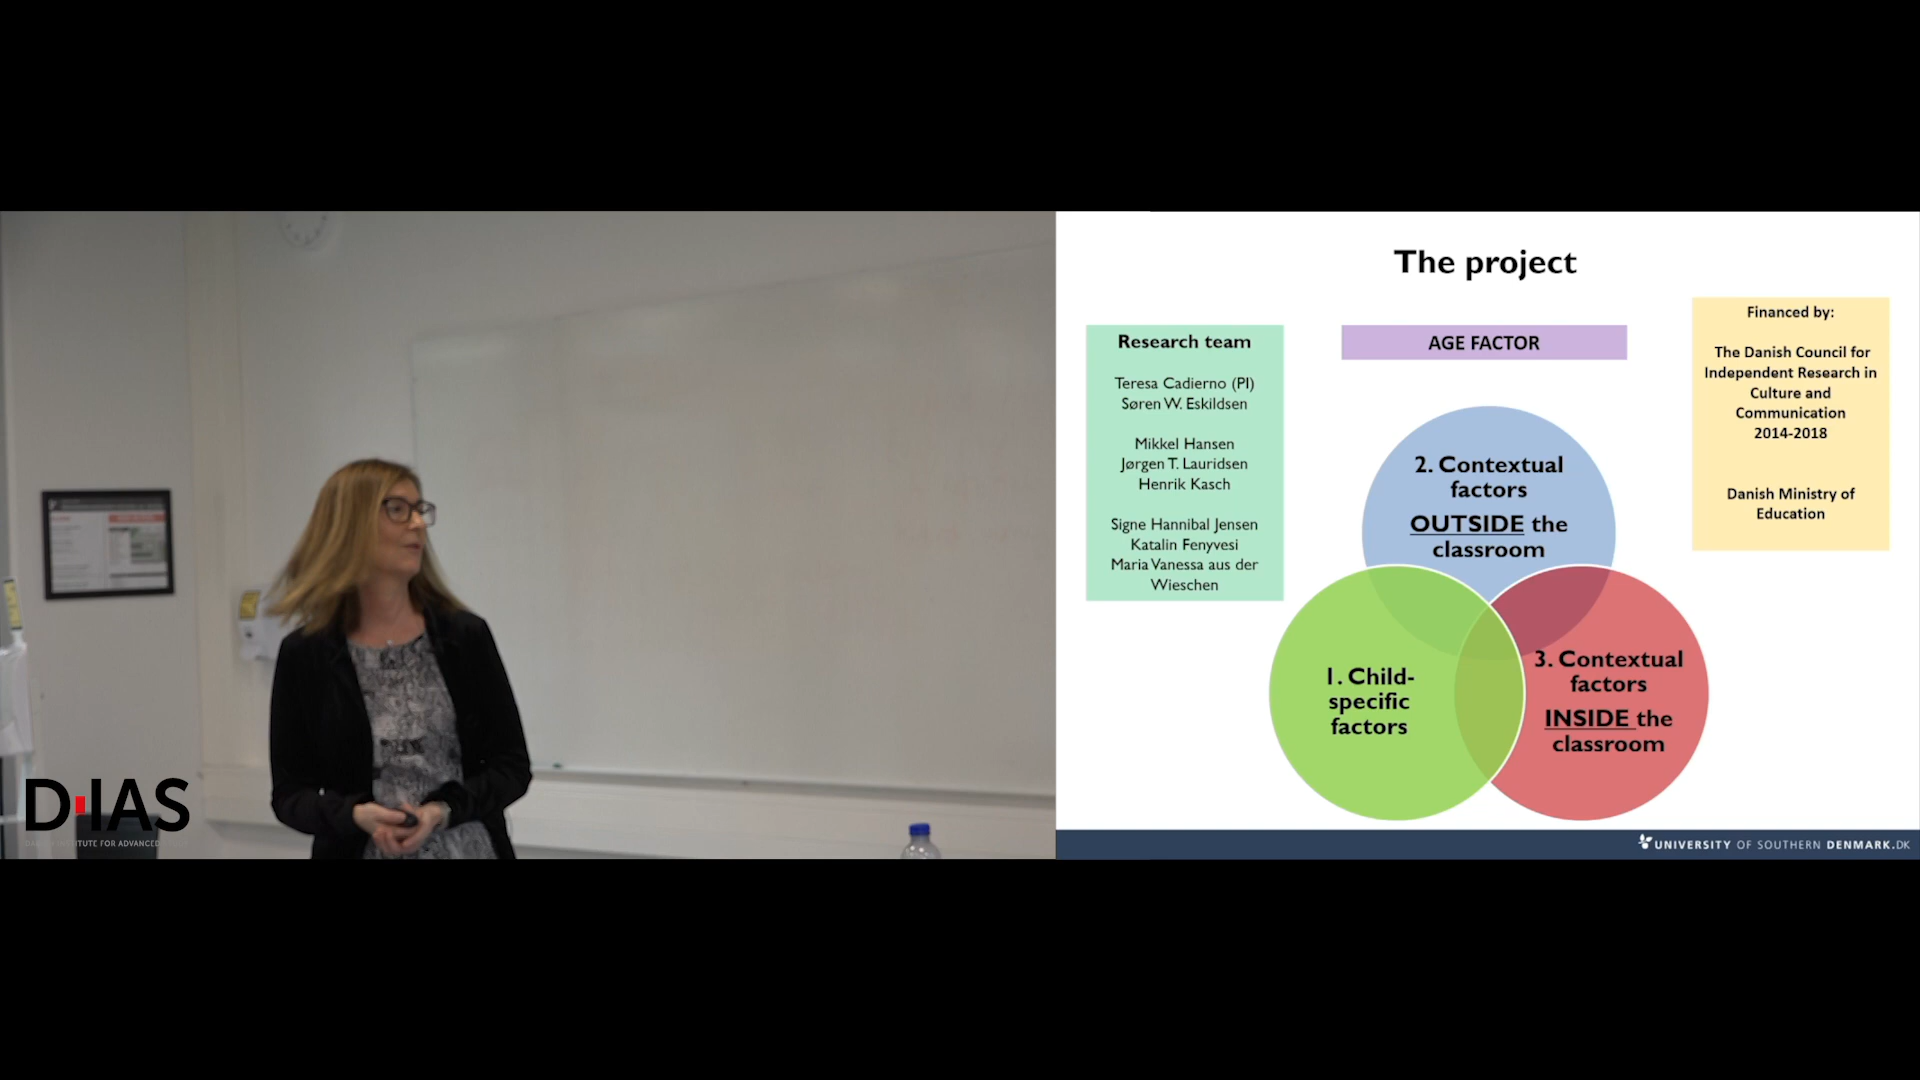 The project
Research team
Teresa Cadierno (PI)
Søren W. Eskildsen
Mikkel Hansen
Jørgen T. Lauridsen
Henrik Kasch
Signe Hannibal Jensen
Katalin Fenyvesi
Maria Vanessa aus der
Wieschen
AGE FACTOR
2. Contextual
factors
OUTSIDE the
classroom
1. Child-
specific
factors
3. Contextual
factors
INSIDE the
classroom
Financed by:
The Danish Council for
Independent Research in
Culture and
Communication
2014-2018
Danish Ministry of
Education
D-IAS
INSTITUTE FOR ADVANCED
UNIVERSITY OF SOUTHERN DENMARK.DK